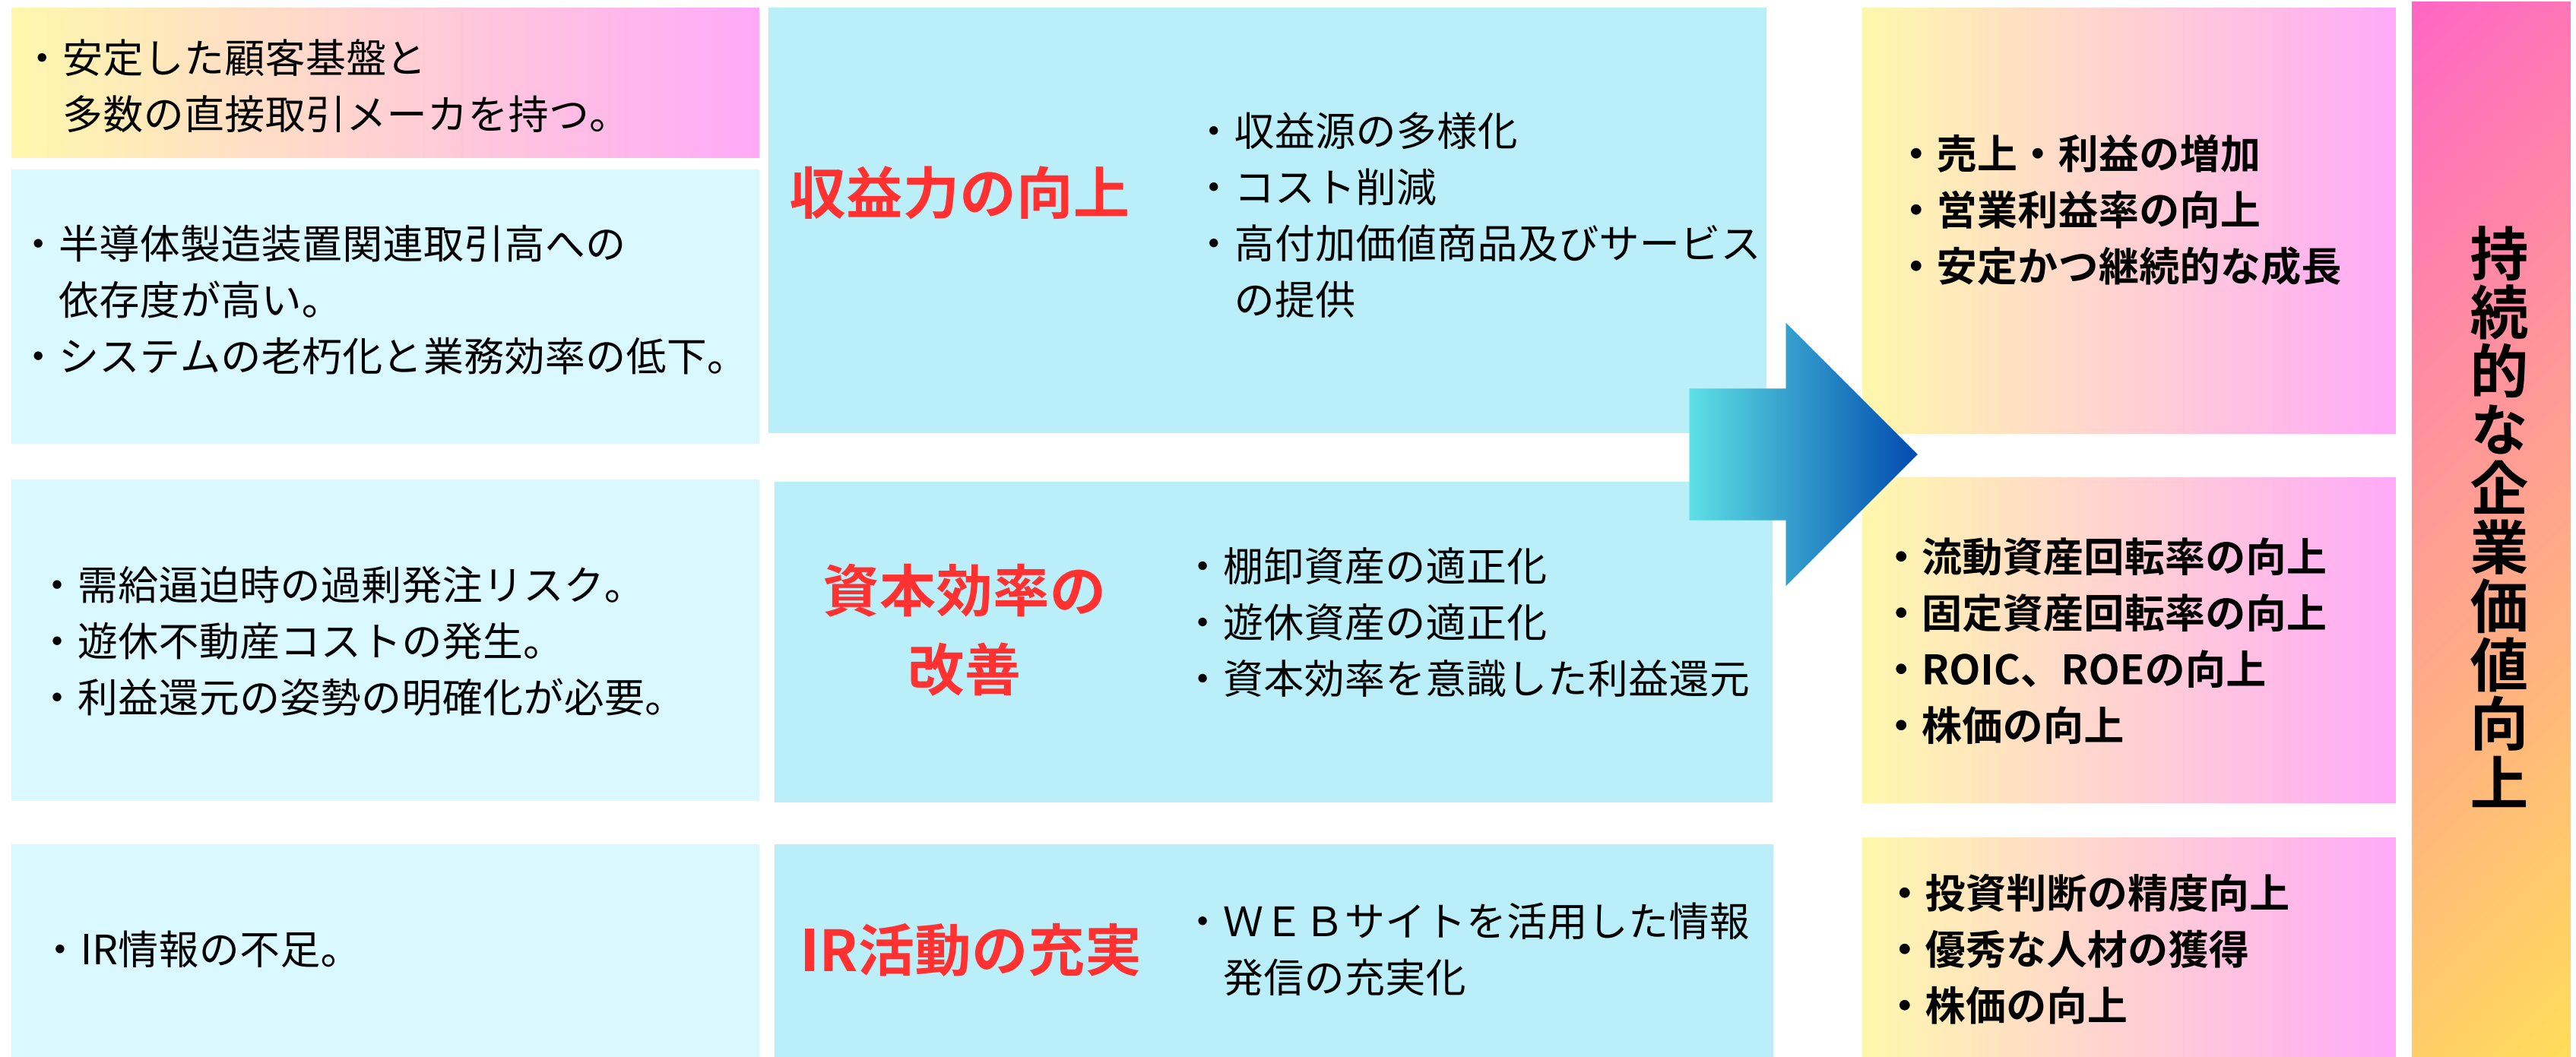 ・安定した顧客基盤と
多数の直接取引メーカを持つ。
・半導体製造装置関連取引高への
依存度が高い。
・システムの老朽化と業務効率の低下。
収益力の向上
・収益源の多様化
・コスト削減
・高付加価値商品及びサービス
の提供
・売上・利益の増加
・営業利益率の向上
・安定かつ継続的な成長
・需給逼迫時の過剰発注リスク。
・遊休不動産コストの発生。
・利益還元の姿勢の明確化が必要。
資本効率の
改善
・棚卸資産の適正化
・遊休資産の適正化
・資本効率を意識した利益還元
・流動資産回転率の向上
・固定資産回転率の向上
・ROIC、ROEの向上
・株価の向上
・IR情報の不足。
IR活動の充実
・ＷＥＢサイトを活用した情報
発信の充実化
・投資判断の精度向上
・優秀な人材の獲得
・株価の向上
持続的な企業価値向上